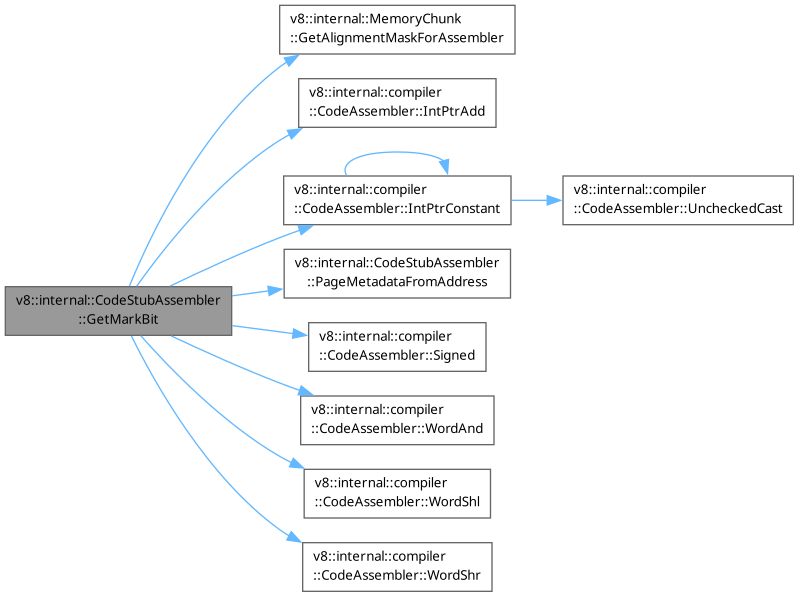 v8::internal::MemoryChunk
::GetAlignmentMaskForAssembler
v8::internal::compiler
::CodeAssembler::IntPtrAdd
v8::internal::compiler
::CodeAssembler::IntPtrConstant
v8::internal::compiler
::CodeAssembler::UncheckedCast
v8::internal::CodeStubAssembler
::PageMetadataFromAddress
v8::internal::CodeStubAssembler
::GetMarkBit
v8::internal::compiler
::CodeAssembler::Signed
v8::internal::compiler
::CodeAssembler::WordAnd
v8::internal::compiler
::CodeAssembler::WordShl
v8::internal::compiler
::CodeAssembler::WordShr